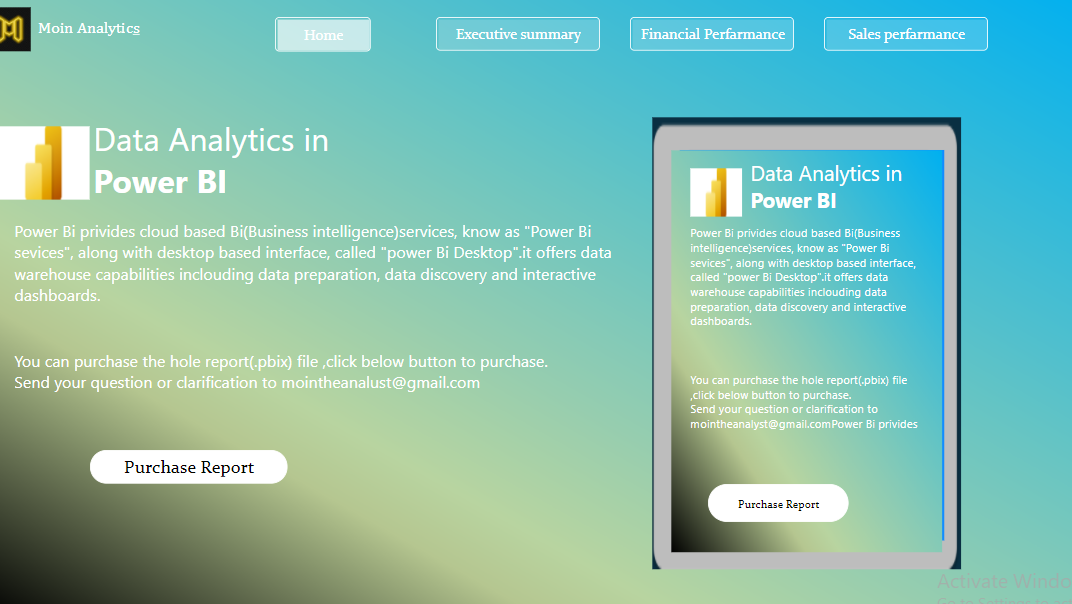 Moin Analytics
Home
Executive summary
Financial Perfarmance
Sales perfarmance
Data Analytics in
Power BI
Power Bi privides cloud based Bi(Business intelligence)services, know as "Power Bi
sevices", along with desktop based interface, called "power Bi Desktop".it offers data
warehouse capabilities inclouding data preparation, data discovery and interactive
dashboards.
You can purchase the hole report(.pbix) file ,click below button to purchase.
Send your question or clarification to mointheanalust@gmail.com
Purchase Report
Data Analytics in
Power BI
Power Bi privides cloud based Bi(Business
intelligence)services, know as "Power Bi
sevices", along with desktop based interface,
called "power Bi Desktop".it offers data
warehouse capabilities inclouding data
preparation, data discovery and interactive
dashboards.
You can purchase the hole report(.pbix) file
,click below button to purchase.
Send your question or clarification to
mointheanalyst@gmail.comPower Bi privides
Purchase Report
Activate Windo